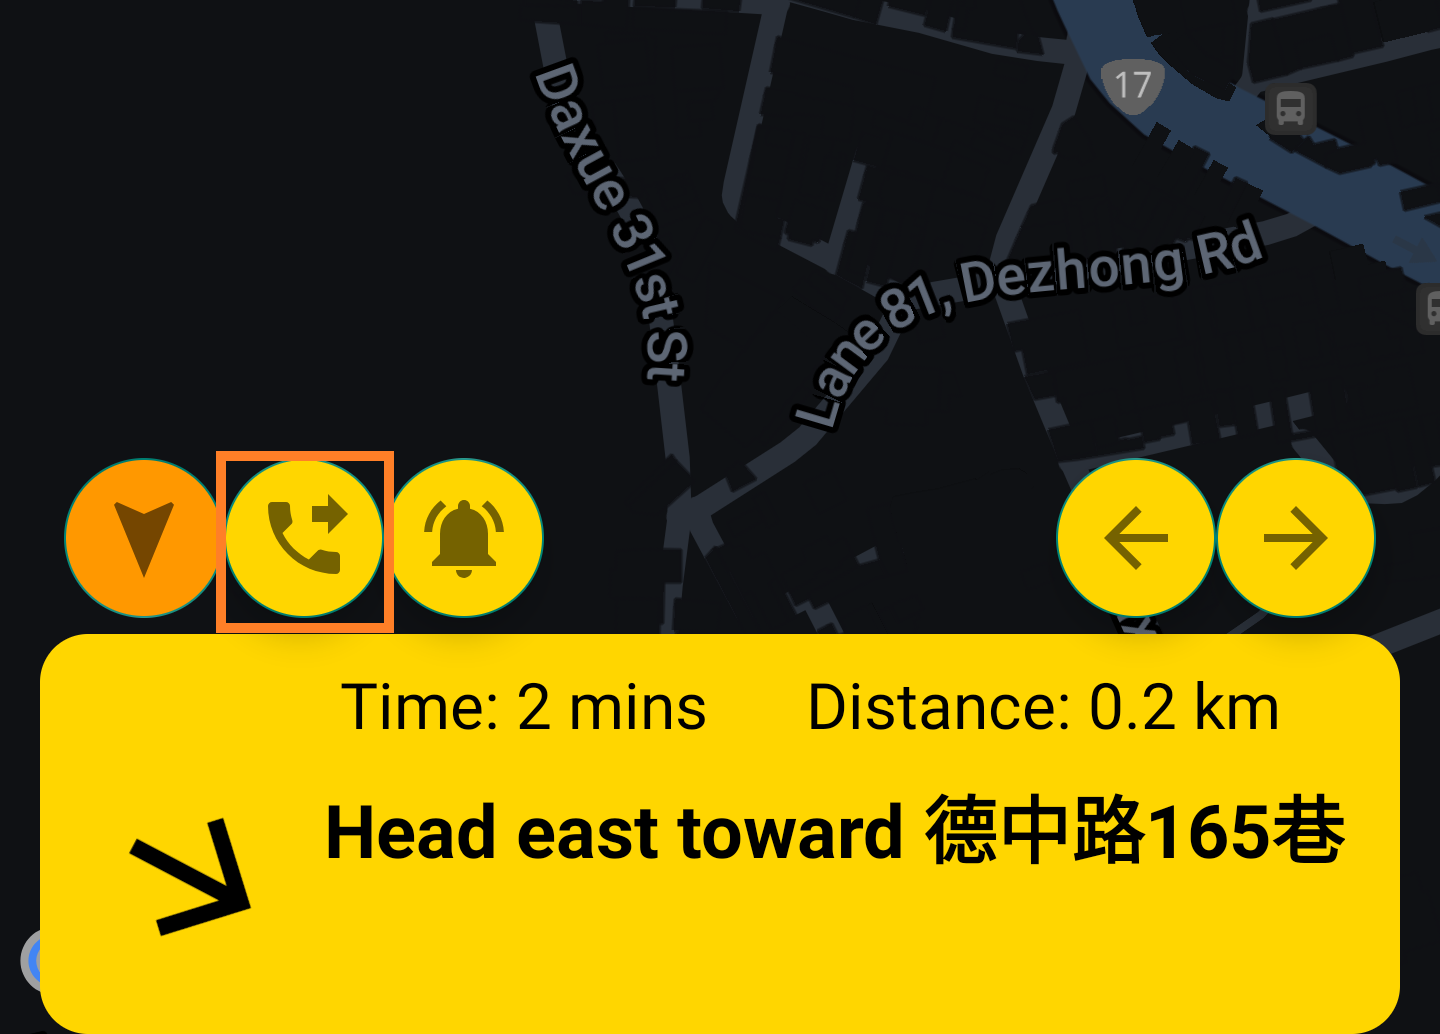 17
Daxue 31st St
Lane 81, Dezhong Rd
Time: 2 mins
Distance: 0.2 km
Head east toward 德中路165巷